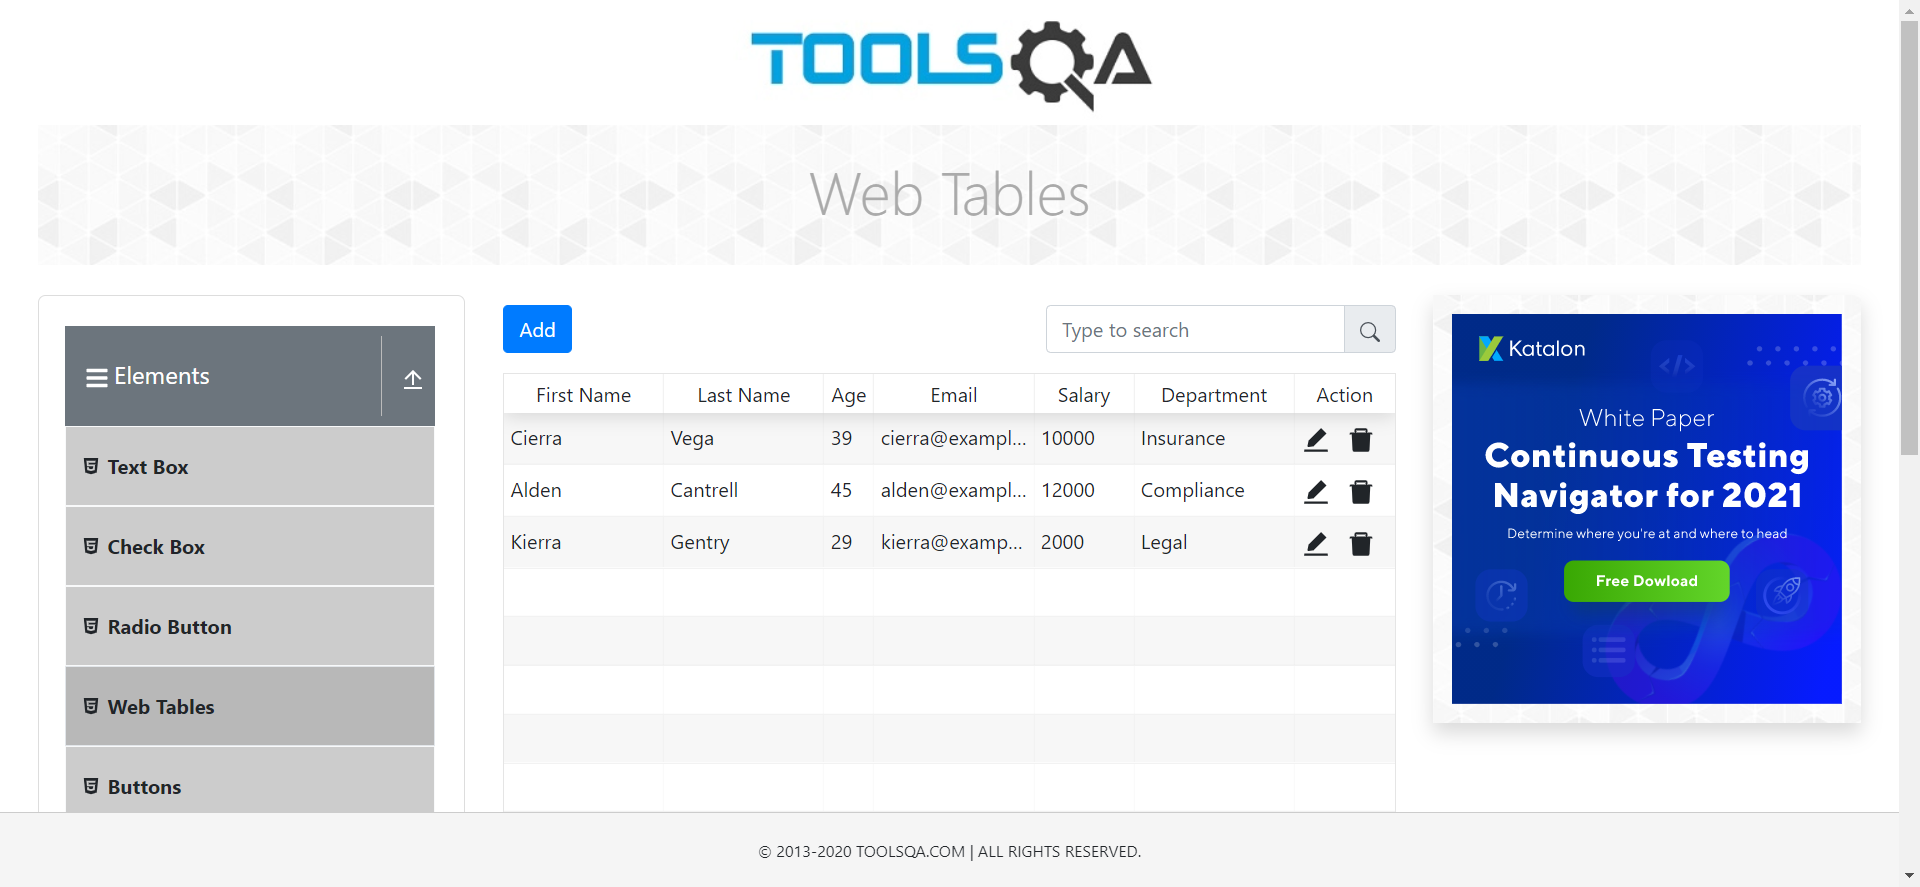 TOOLSQA
Web Tables
Elements
Text Box
Check Box
Radio Button
Web Tables
Buttons
Add
Type to search
First Name Last Name Age Email Salary Department Action
Cierra Vega 39 cierra@exampl... 10000 Insurance
Alden Cantrell 45 alden@exampl... 12000 Compliance
Kierra Gentry 29 kierra@examp... 2000 Legal
Katalon
</>
White Paper
Continuous Testing
Navigator for 2021
Determine where you're at and where to head
Free Dowload
© 2013-2020 TOOLSQA.COM | ALL RIGHTS RESERVED.